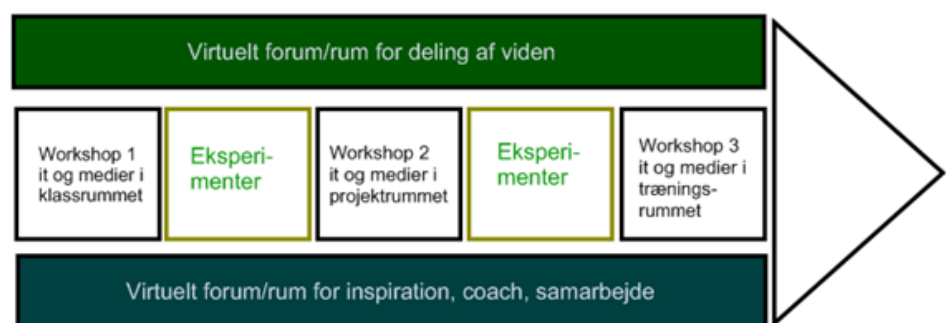 Virtuelt forum/rum for deling af viden
Workshop 1
it og medier i
klassrummet
Eksperi-
menter
Workshop 2
it og medier i
projektrummet
Eksperi-
menter
Workshop 3
it og medier i
trænings-
rummet
Virtuelt forum/rum for inspiration, coach, samarbejde